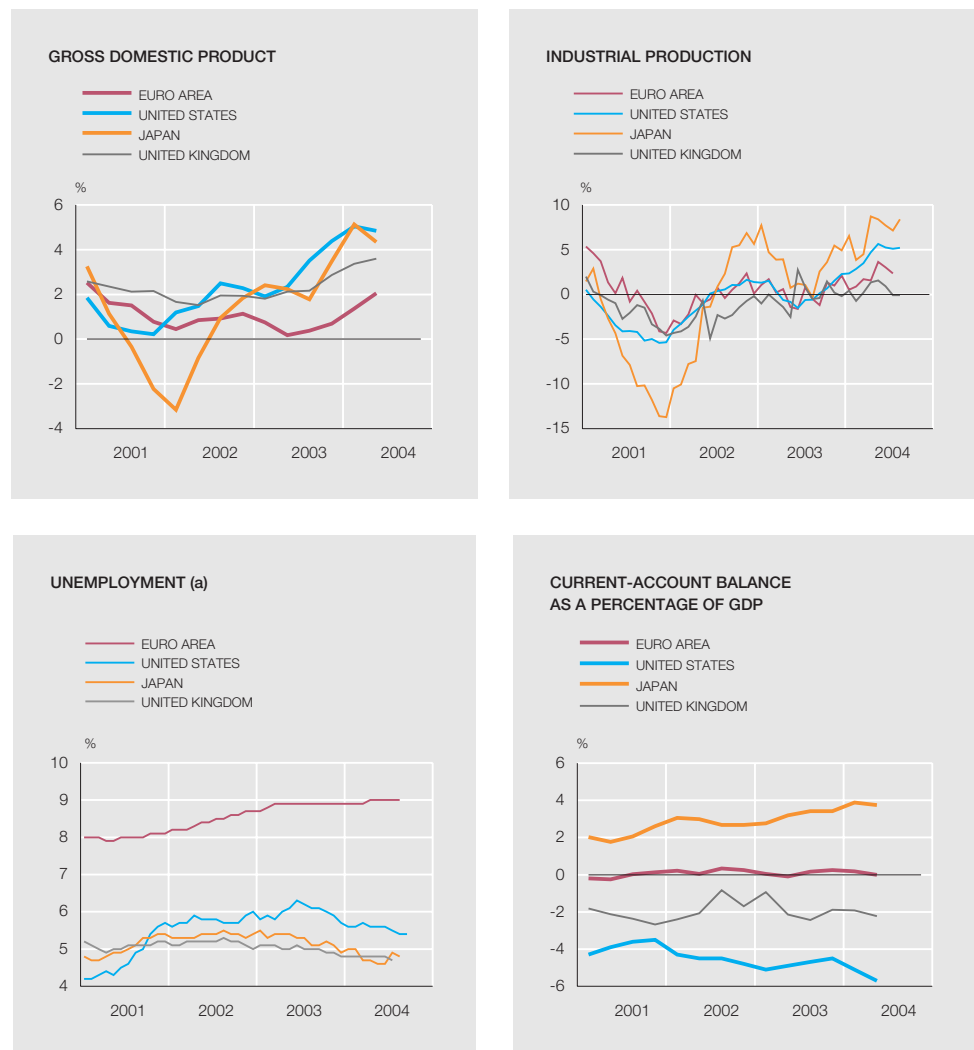 GROSS DOMESTIC PRODUCT
EURO AREA
UNITED STATES
JAPAN
UNITED KINGDOM
%
6
4
2
0
-2
-4
2001 2002 2003 2004
INDUSTRIAL PRODUCTION
EURO AREA
UNITED STATES
JAPAN
UNITED KINGDOM
%
10
5
0
-5
-10
-15
2001 2002 2003 2004
UNEMPLOYMENT (a)
EURO AREA
UNITED STATES
JAPAN
UNITED KINGDOM
%
10
9
8
7
6
5
4
2001 2002 2003 2004
CURRENT-ACCOUNT BALANCE
AS A PERCENTAGE OF GDP
EURO AREA
UNITED STATES
JAPAN
UNITED KINGDOM
%
6
4
2
0
-2
-4
-6
2001 2002 2003 2004